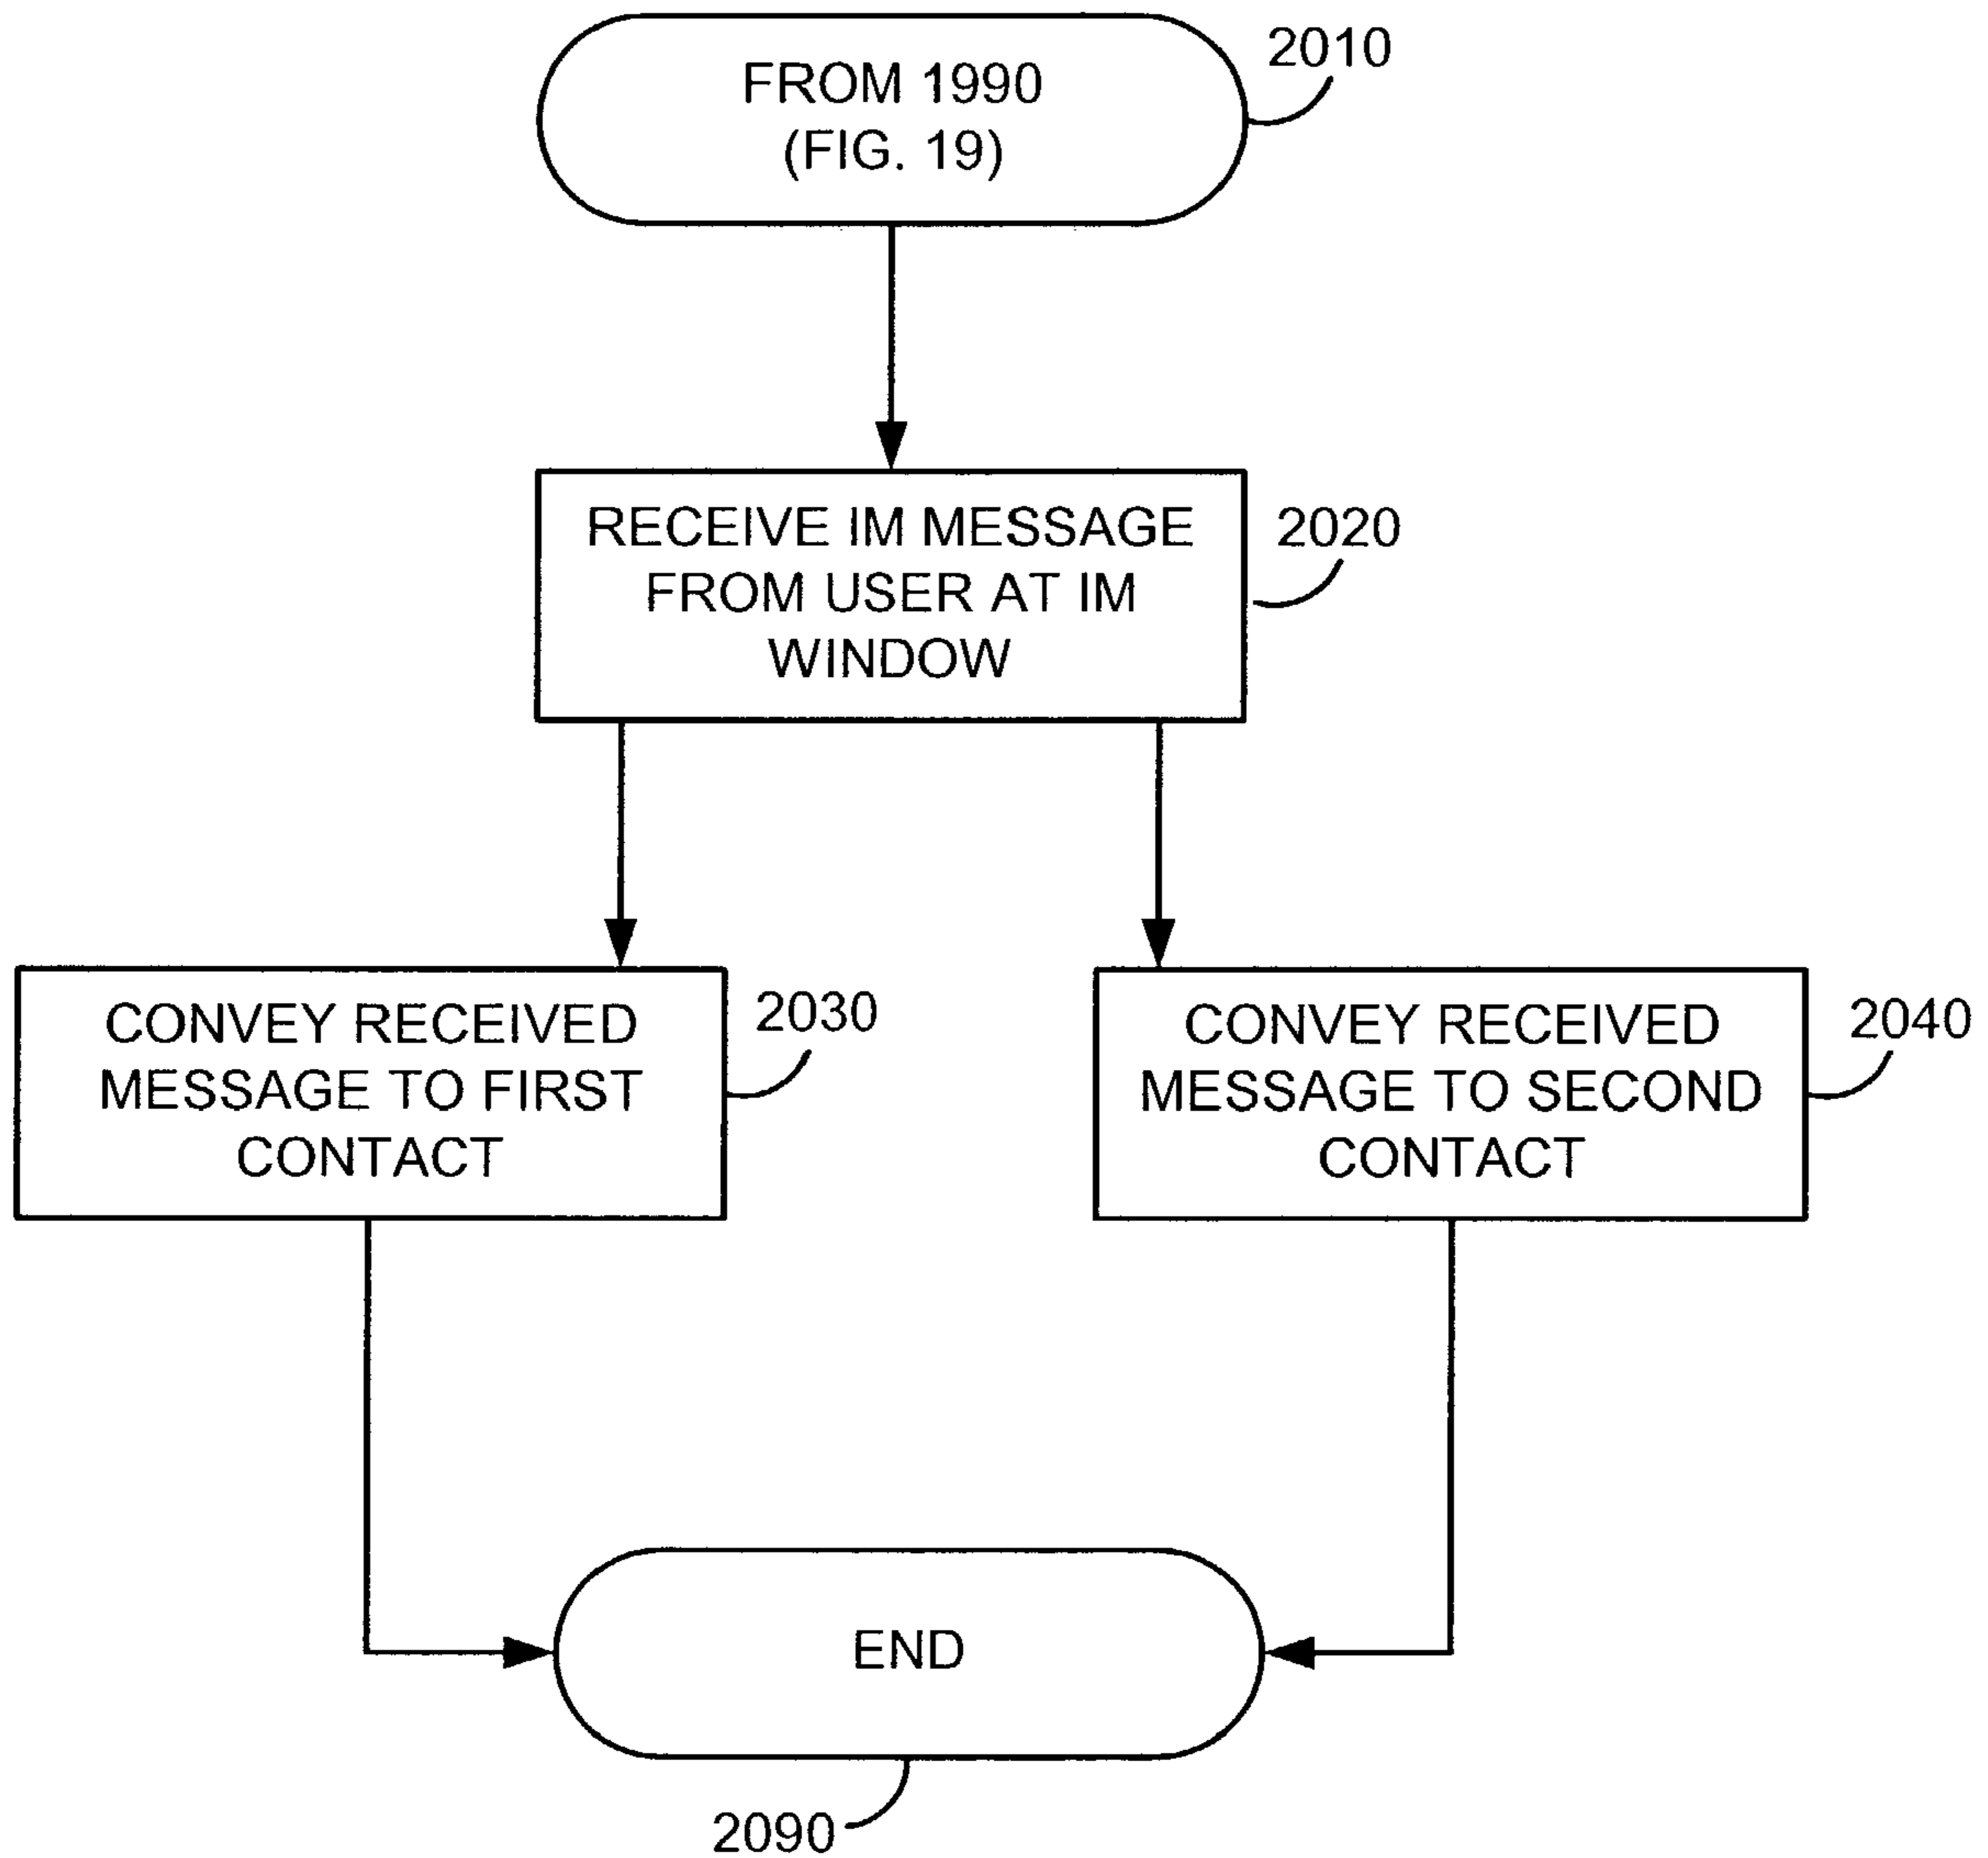 FROM 1990
(FIG. 19)
2010
RECEIVE IM MESSAGE
FROM USER AT IM
WINDOW
2020
CONVEY RECEIVED
MESSAGE TO FIRST
CONTACT
2030
CONVEY RECEIVED
MESSAGE TO SECOND
CONTACT
2040
END
2090